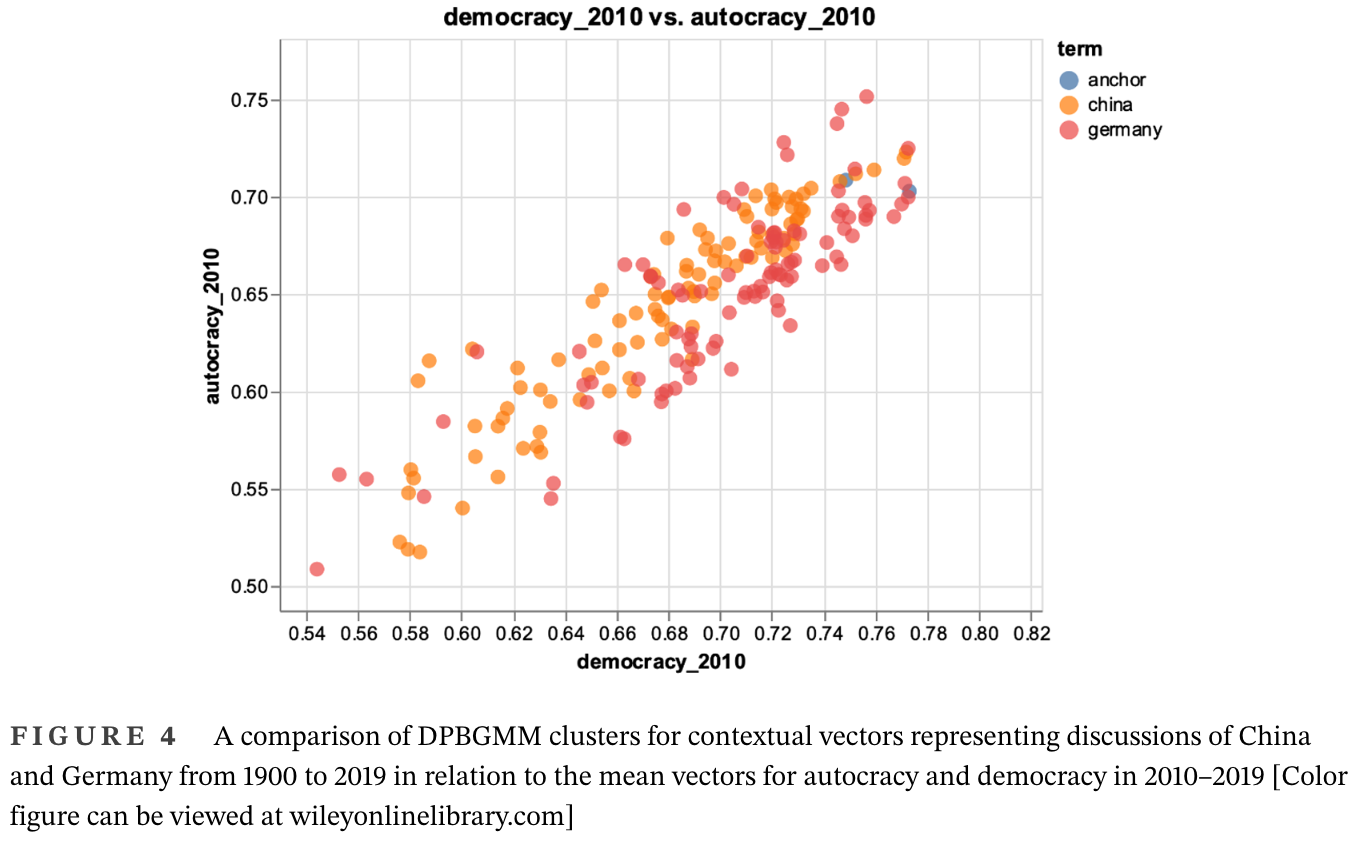 democracy_2010 vs. autocracy_2010
term
anchor
china
germany
0.75
0.70
0.65
0.60
0.55
0.50
autocracy_2010
0.54 0.56 0.58 0.60 0.62 0.64 0.66 0.68 0.70 0.72 0.74 0.76 0.78 0.80 0.82
democracy_2010
FIGURE 4 A comparison of DPBGMM clusters for contextual vectors representing discussions of China
and Germany from 1900 to 2019 in relation to the mean vectors for autocracy and democracy in 2010–2019 [Color
figure can be viewed at wileyonlinelibrary.com]